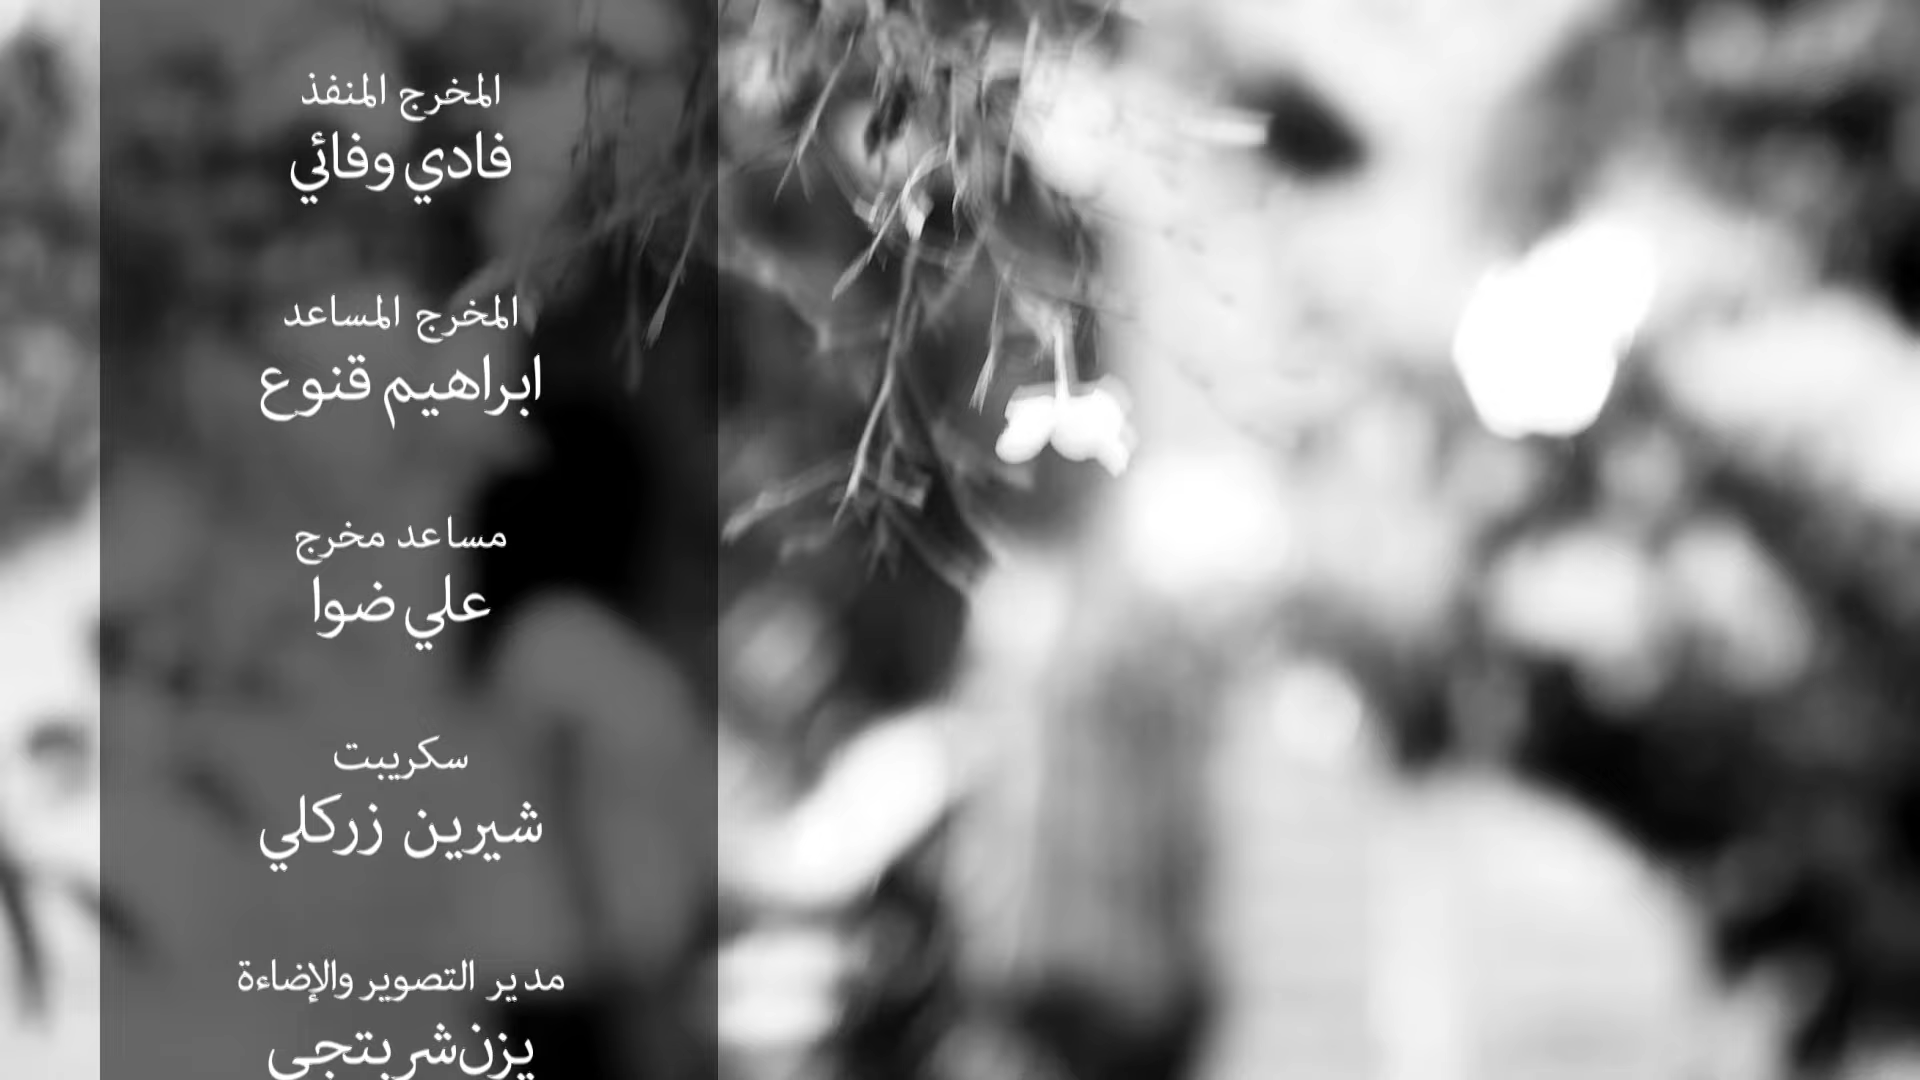 المخرج المنفذ
فادي وفائي
المخرج المساعد
ابراهيم قنوع
مساعد مخرج
علي ضوا
سكريبت
شيرين زركلي
مدير التصوير والإضاءة
يزن شربتجي